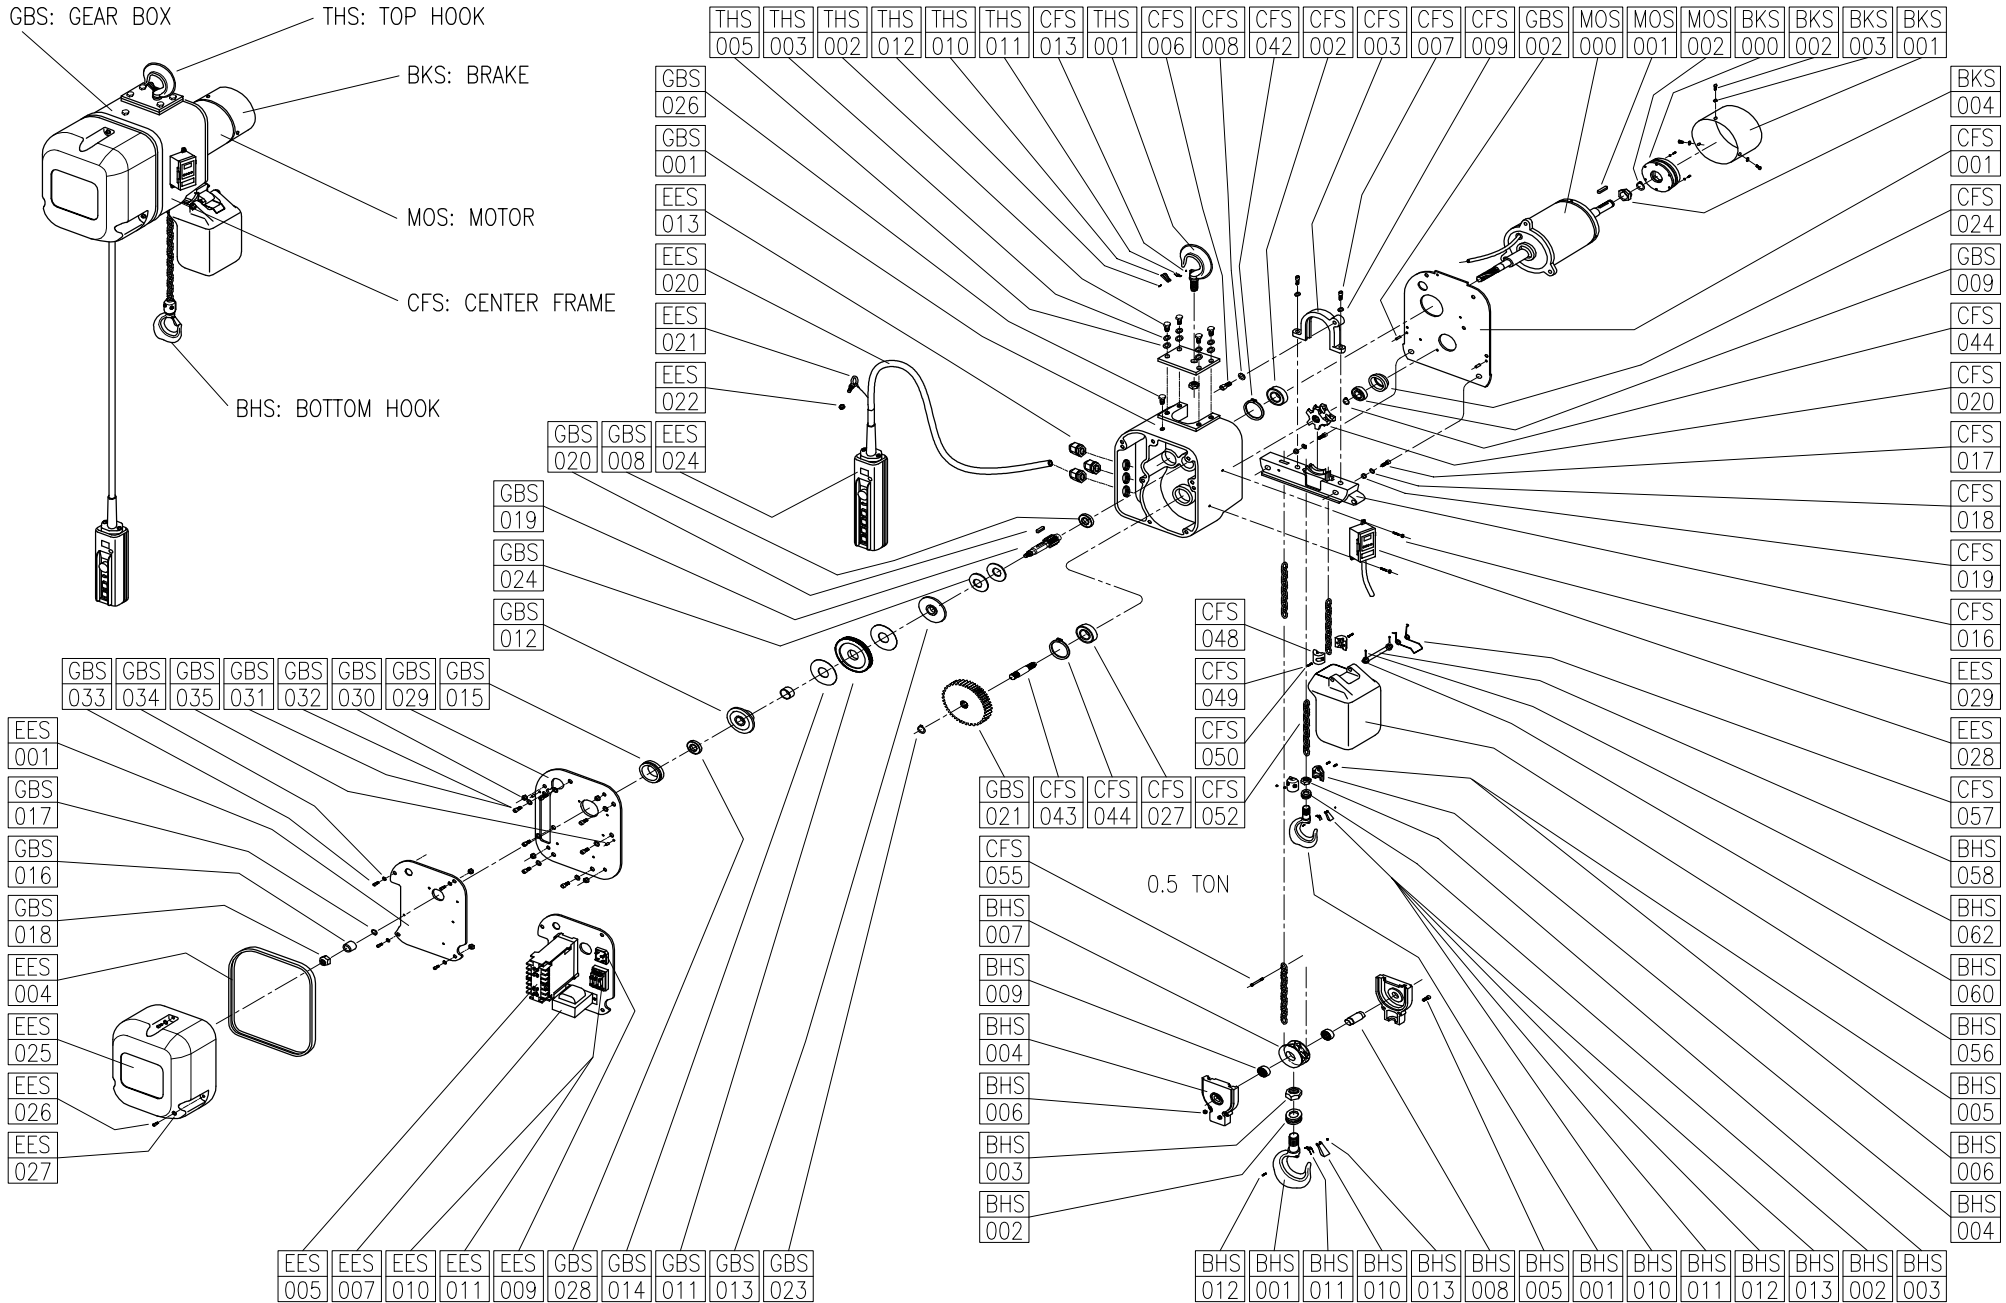 GBS: GEAR BOX
THS: TOP HOOK
BKS: BRAKE
MOS: MOTOR
CFS: CENTER FRAME
BHS: BOTTOM HOOK
THS THS THS THS THS THS CFS THS CFS CFS CFS CFS CFS CFS CFS GBS MOS MOS MOS BKS BKS BKS BKS
005 003 002 012 010 011 013 001 006 008 042 002 003 007 009 002 000 001 002 000 002 003 001
GBS
026
GBS
001
EES
013
EES
020
EES
021
EES
022
GBS GBS EES
020 008 024
GBS
019
GBS
024
GBS
012
GBS GBS GBS GBS GBS GBS GBS GBS
033 034 035 031 032 030 029 015
EES
001
GBS
017
GBS
016
GBS
018
EES
004
EES
025
EES
026
EES
027
EES EES EES EES EES GBS GBS GBS GBS GBS
005 007 010 011 009 028 014 011 013 023
BKS
004
CFS
001
CFS
024
GBS
009
CFS
044
CFS
020
CFS
017
CFS
018
CFS
019
CFS
016
EES
029
EES
028
CFS
057
BHS
058
BHS
062
BHS
060
BHS
056
BHS
005
BHS
006
BHS
004
CFS
048
CFS
049
CFS
050
GBS CFS CFS CFS CFS
021 043 044 027 052
CFS
055
0.5 TON
BHS
007
BHS
009
BHS
004
BHS
006
BHS
003
BHS
002
BHS BHS BHS BHS BHS BHS BHS BHS BHS BHS BHS BHS BHS BHS
012 001 011 010 013 008 005 001 010 011 012 013 002 003